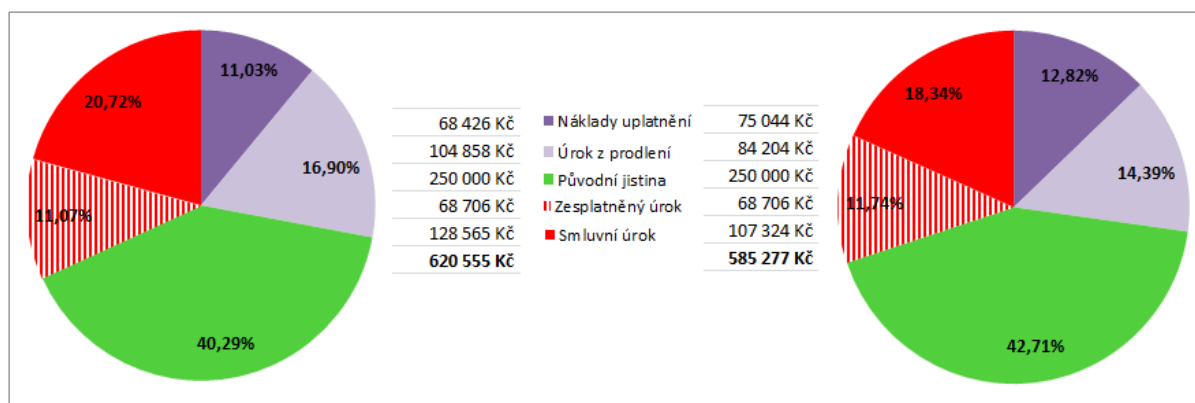 11,03%
16,90%
40,29%
11,07%
20,72%
68 426 Kč Náklady uplatnění 75 044 Kč
104 858 Kč Úrok z prodlení 84 204 Kč
250 000 Kč Původní jistina 250 000 Kč
68 706 Kč Zesplatněný úrok 68 706 Kč
128 565 Kč Smluvní úrok 107 324 Kč
620 555 Kč 585 277 Kč
12,82%
14,39%
42,71%
11,74%
18,34%